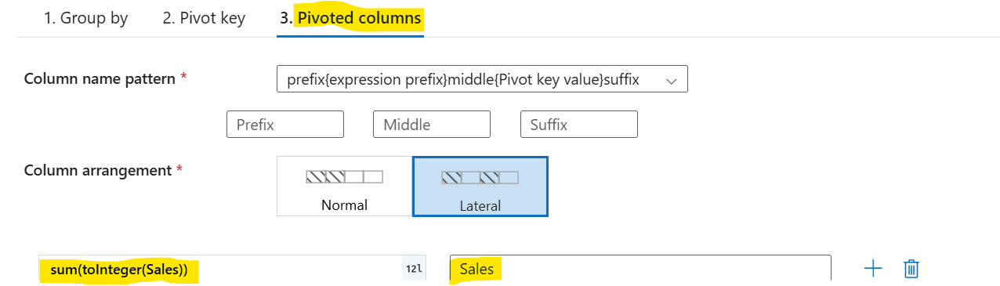 1. Group by 2. Pivot key 3. Pivoted columns
Column name pattern * prefix{expression prefix}middle{Pivot key value}suffix
Prefix Middle Suffix
Column arrangement *
Normal Lateral
sum(toInteger(Sales)) 12l Sales